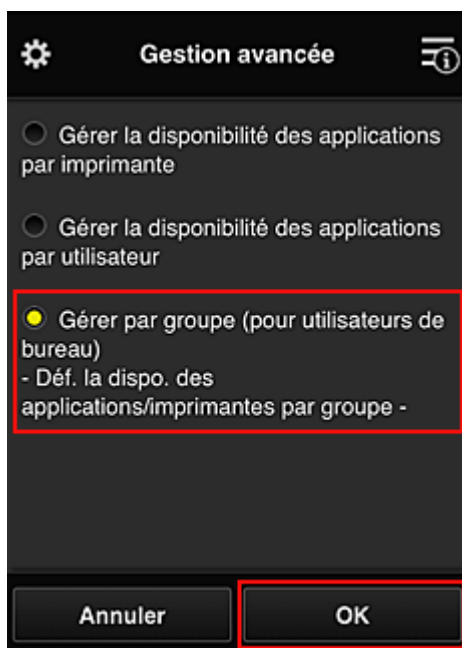 Gestion avancée
Gérer la disponibilité des applications
par imprimante
Gérer la disponibilité des applications
par utilisateur
Gérer par groupe (pour utilisateurs de
bureau)
- Déf. la dispo. des
applications/imprimantes par groupe -
Annuler OK